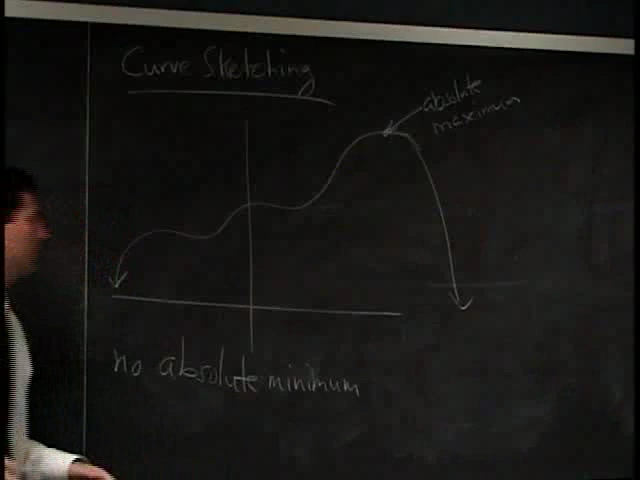 Curve Sketching
absolute
maximum
no absolute minimum